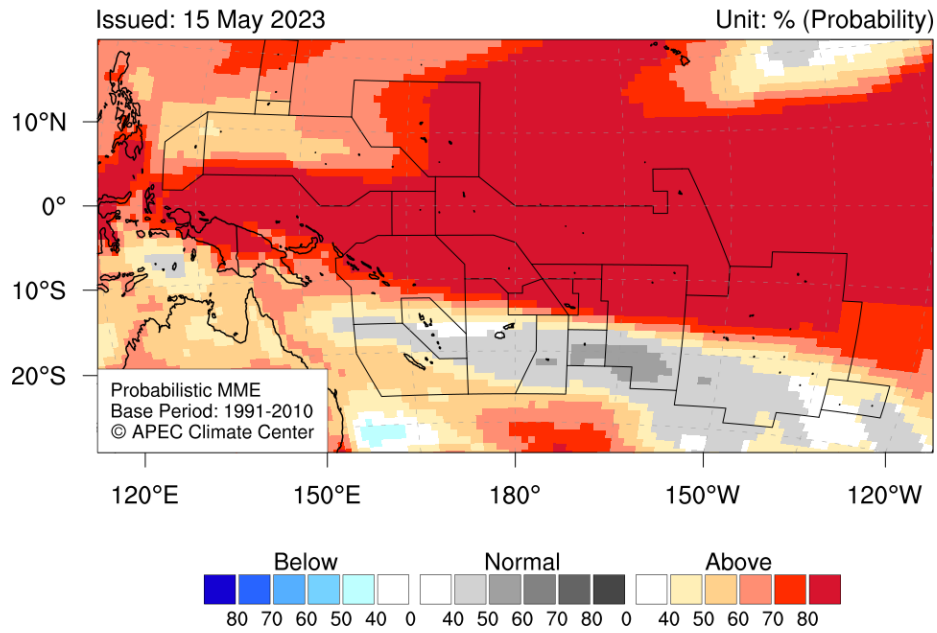 Issued: 15 May 2023 Unit: % (Probability)
10°N
0°
10°S
20°S
Probabilistic MME
Base Period: 1991-2010
© APEC Climate Center
120°E 150°E 180° 150°W 120°W
Below Normal Above
80 70 60 50 40 0 40 50 60 70 80 0 40 50 60 70 80